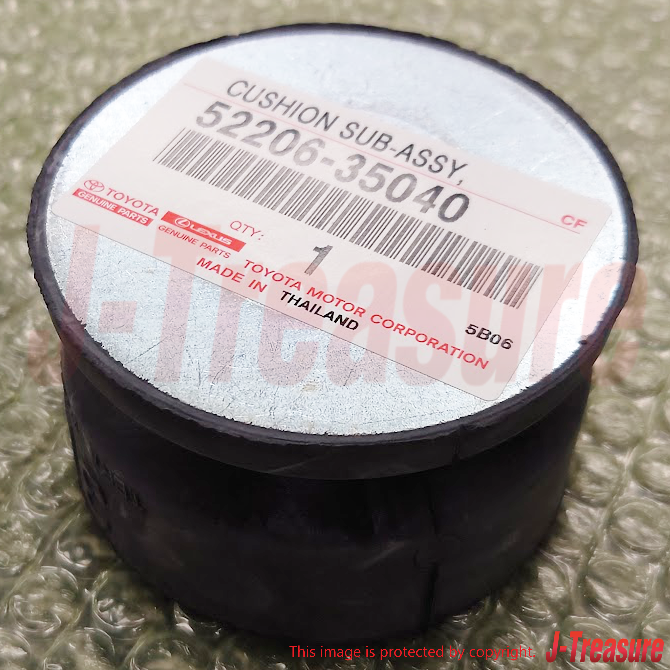 CUSHION SUB-ASSY,
52206-35040
CF
TOYOTA
GENUINE PARTS
LEXUS
GENUINE PARTS
QTY:
1
TOYOTA MOTOR CORPORATION
MADE IN THAILAND
5B06
J-Treasure
This image is protected by copyright.
J-Treasure